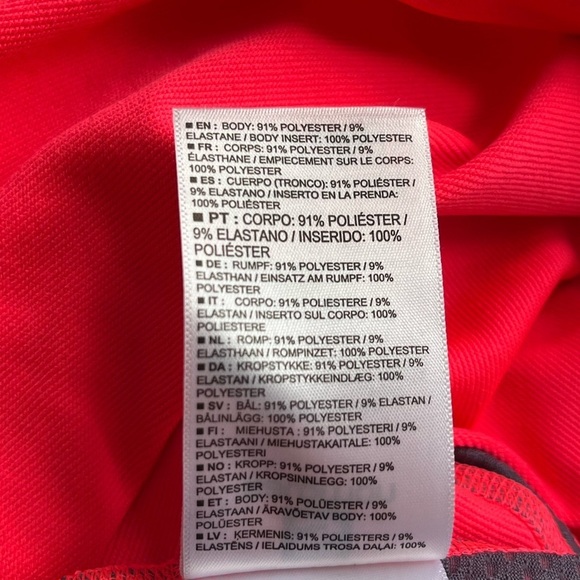 ■ EN : BODY: 91% POLYESTER / 9%
ELASTANE / BODY INSERT: 100% POLYESTER
■ FR : CORPS: 91% POLYESTER / 9%
ÉLASTHANE / EMPIECEMENT SUR LE CORPS:
100% POLYESTER
■ ES : CUERPO (TRONCO): 91% POLIÉSTER /
9% ELASTANO / INSERTO EN LA PRENDA:
100% POLIÉSTER
■ PT : CORPO: 91% POLIÉSTER /
9% ELASTANO / INSERIDO: 100%
POLIÉSTER
■ DE : RUMPF: 91% POLYESTER / 9%
ELASTHAN / EINSATZ AM RUMPF: 100%
POLYESTER
■ IT : CORPO: 91% POLIESTERE / 9%
ELASTAN / INSERTO SUL CORPO: 100%
POLIESTERE
■ NL : ROMP: 91% POLYESTER / 9%
ELASTHAAN / ROMPINZET: 100% POLYESTER
■ DA : KROPSTYKKE: 91% POLYESTER / 9%
ELASTAN / KROPSTYKKEINDLÆG: 100%
POLYESTER
■ SV : BÅL: 91% POLYESTER / 9% ELASTAN /
BÅLINLÄGG: 100% POLYESTER
■ FI : MIEHUSTA: 91% POLYESTERI / 9%
ELASTAANI / MIEHUSTAKAITALE: 100%
POLYESTERI
■ NO : KROPP: 91% POLYESTER / 9%
ELASTAN / KROPSINNLEGG: 100%
POLYESTER
■ ET : BODY: 91% POLÜESTER / 9%
ELASTAAN / ÄRAVÕETAV BODY: 100%
POLÜESTER
■ LV : ĶERMENIS: 91% POLIESTERS / 9%
ELASTĒNS / IELAIDUMS TROSA DAĻAI: 100%